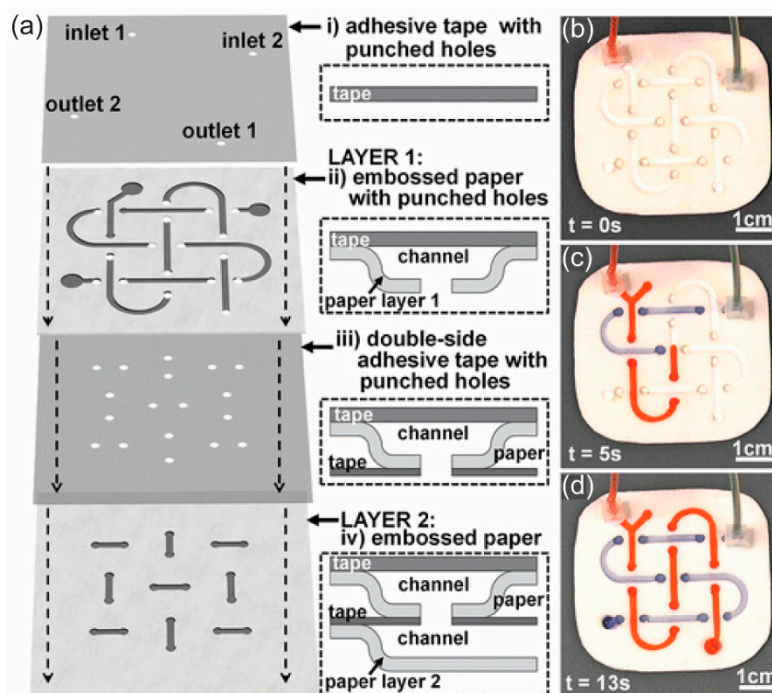 (a)
inlet 1
inlet 2
outlet 2
outlet 1
i) adhesive tape with
punched holes
tape
LAYER 1:
ii) embossed paper
with punched holes
tape
channel
paper layer 1
iii) double-side
adhesive tape with
punched holes
tape
channel
tape
paper
LAYER 2:
iv) embossed paper
tape
channel
tape
paper
channel
paper layer 2
(b)
t = 0s
1cm
(c)
t = 5s
1cm
(d)
t = 13s
1cm